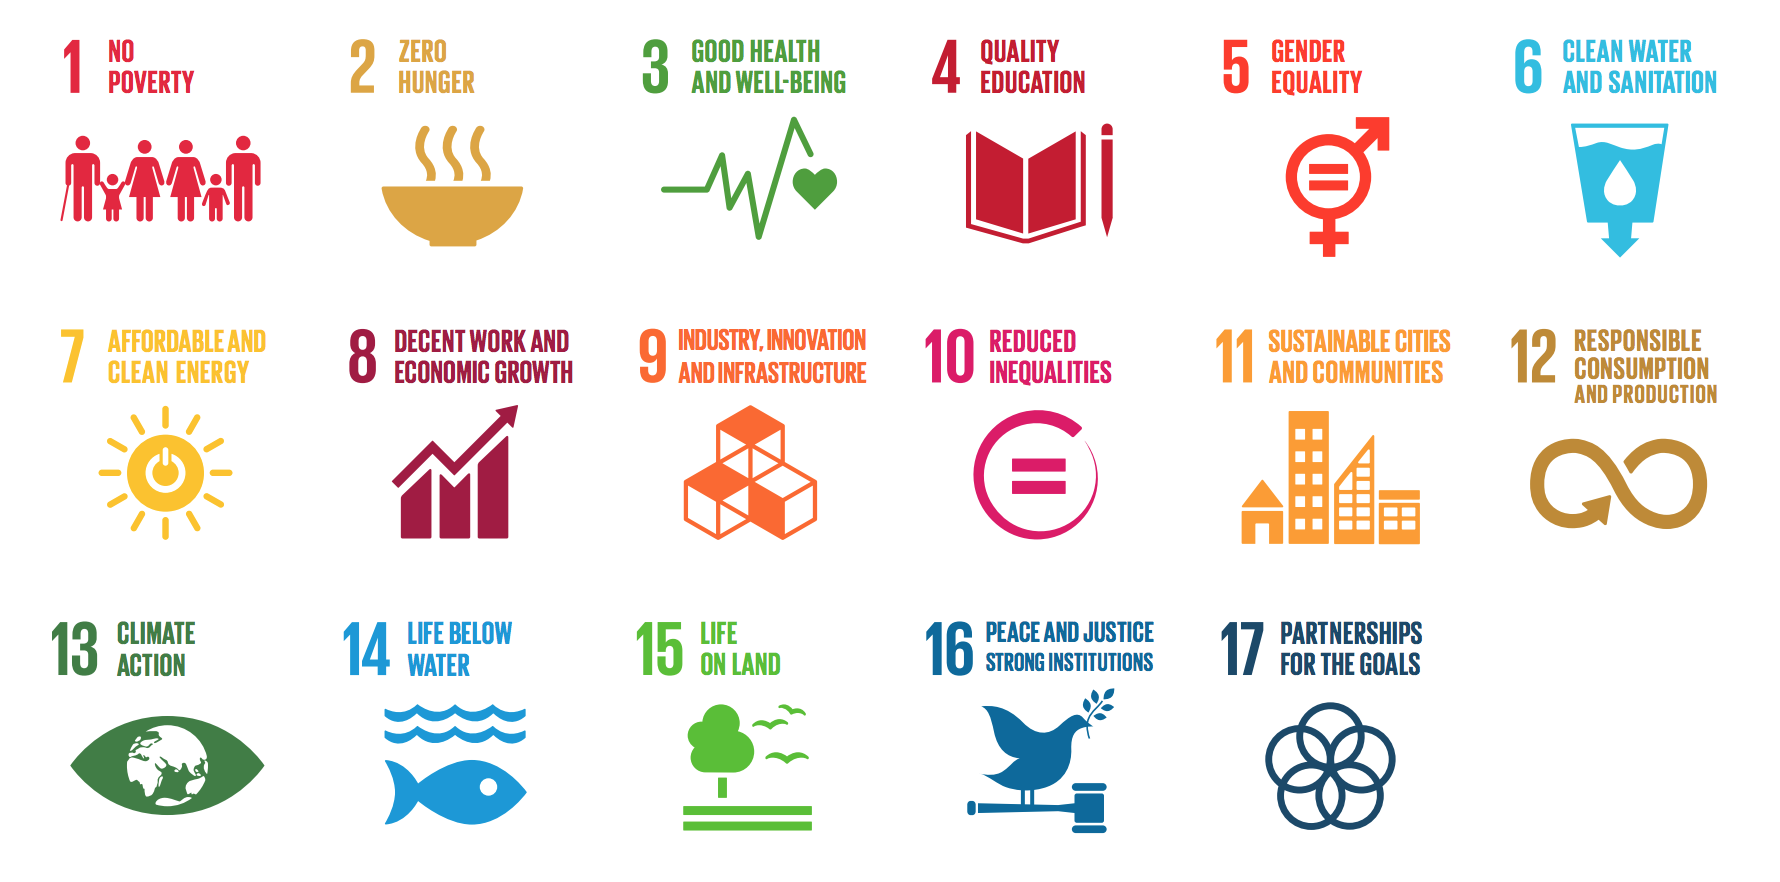 1 NO
POVERTY
2 ZERO
HUNGER
3 GOOD HEALTH
AND WELL-BEING
4 QUALITY
EDUCATION
5 GENDER
EQUALITY
6 CLEAN WATER
AND SANITATION
7 AFFORDABLE AND
CLEAN ENERGY
8 DECENT WORK AND
ECONOMIC GROWTH
9 INDUSTRY, INNOVATION
AND INFRASTRUCTURE
10 REDUCED
INEQUALITIES
11 SUSTAINABLE CITIES
AND COMMUNITIES
12 RESPONSIBLE
CONSUMPTION
AND PRODUCTION
13 CLIMATE
ACTION
14 LIFE BELOW
WATER
15 LIFE
ON LAND
16 PEACE AND JUSTICE
STRONG INSTITUTIONS
17 PARTNERSHIPS
FOR THE GOALS